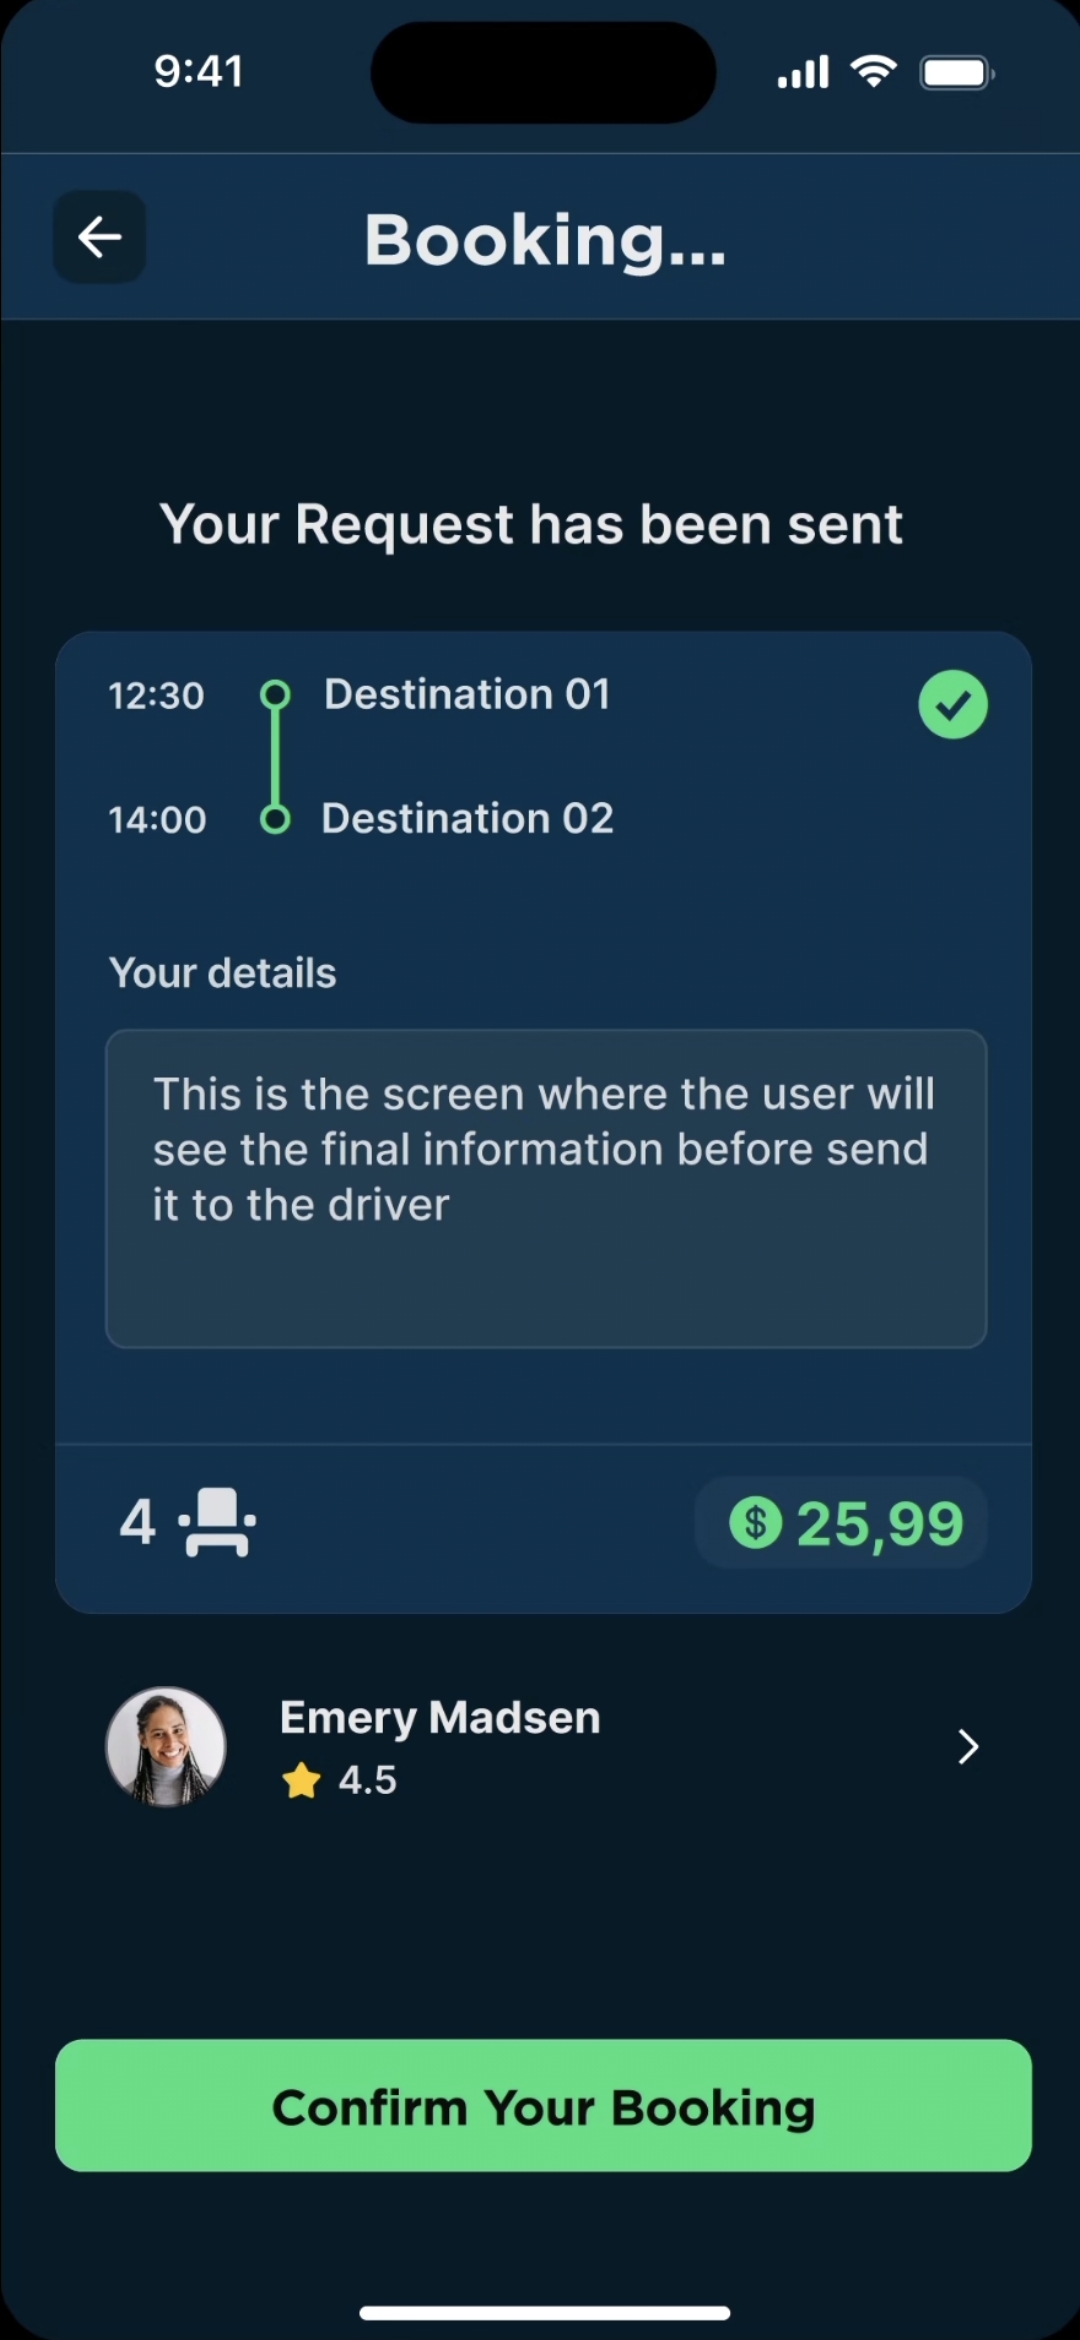 9:41
Booking...
Your Request has been sent
12:30 Destination 01
14:00 Destination 02
Your details
This is the screen where the user will
see the final information before send
it to the driver
4 $ 25,99
Emery Madsen
4.5
Confirm Your Booking